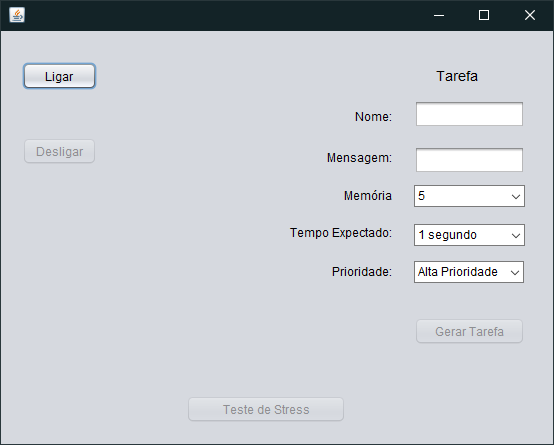 Ligar
Desligar
Tarefa
Nome:
Mensagem:
Memória
5
Tempo Expectado:
1 segundo
Prioridade:
Alta Prioridade
Gerar Tarefa
Teste de Stress